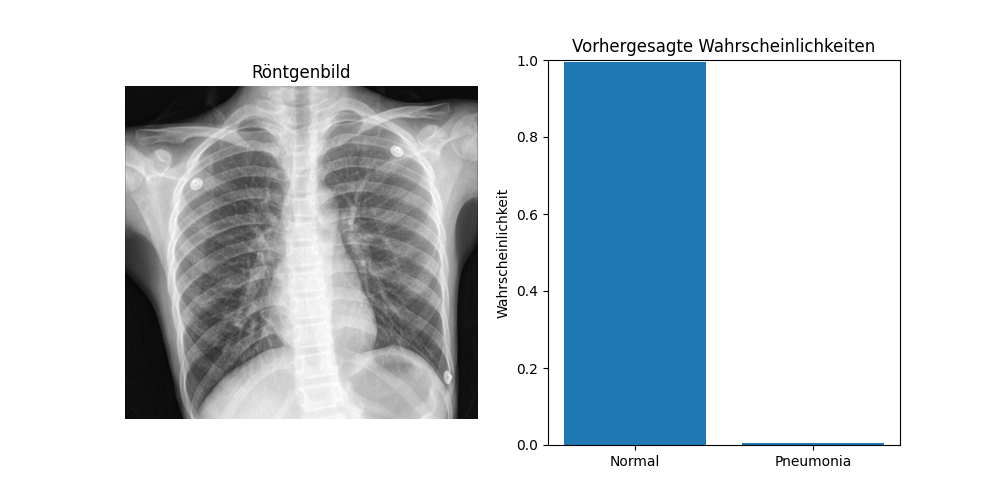 Röntgenbild
Vorhergesagte Wahrscheinlichkeiten
Wahrscheinlichkeit
1.0
0.8
0.6
0.4
0.2
0.0
Normal
Pneumonia